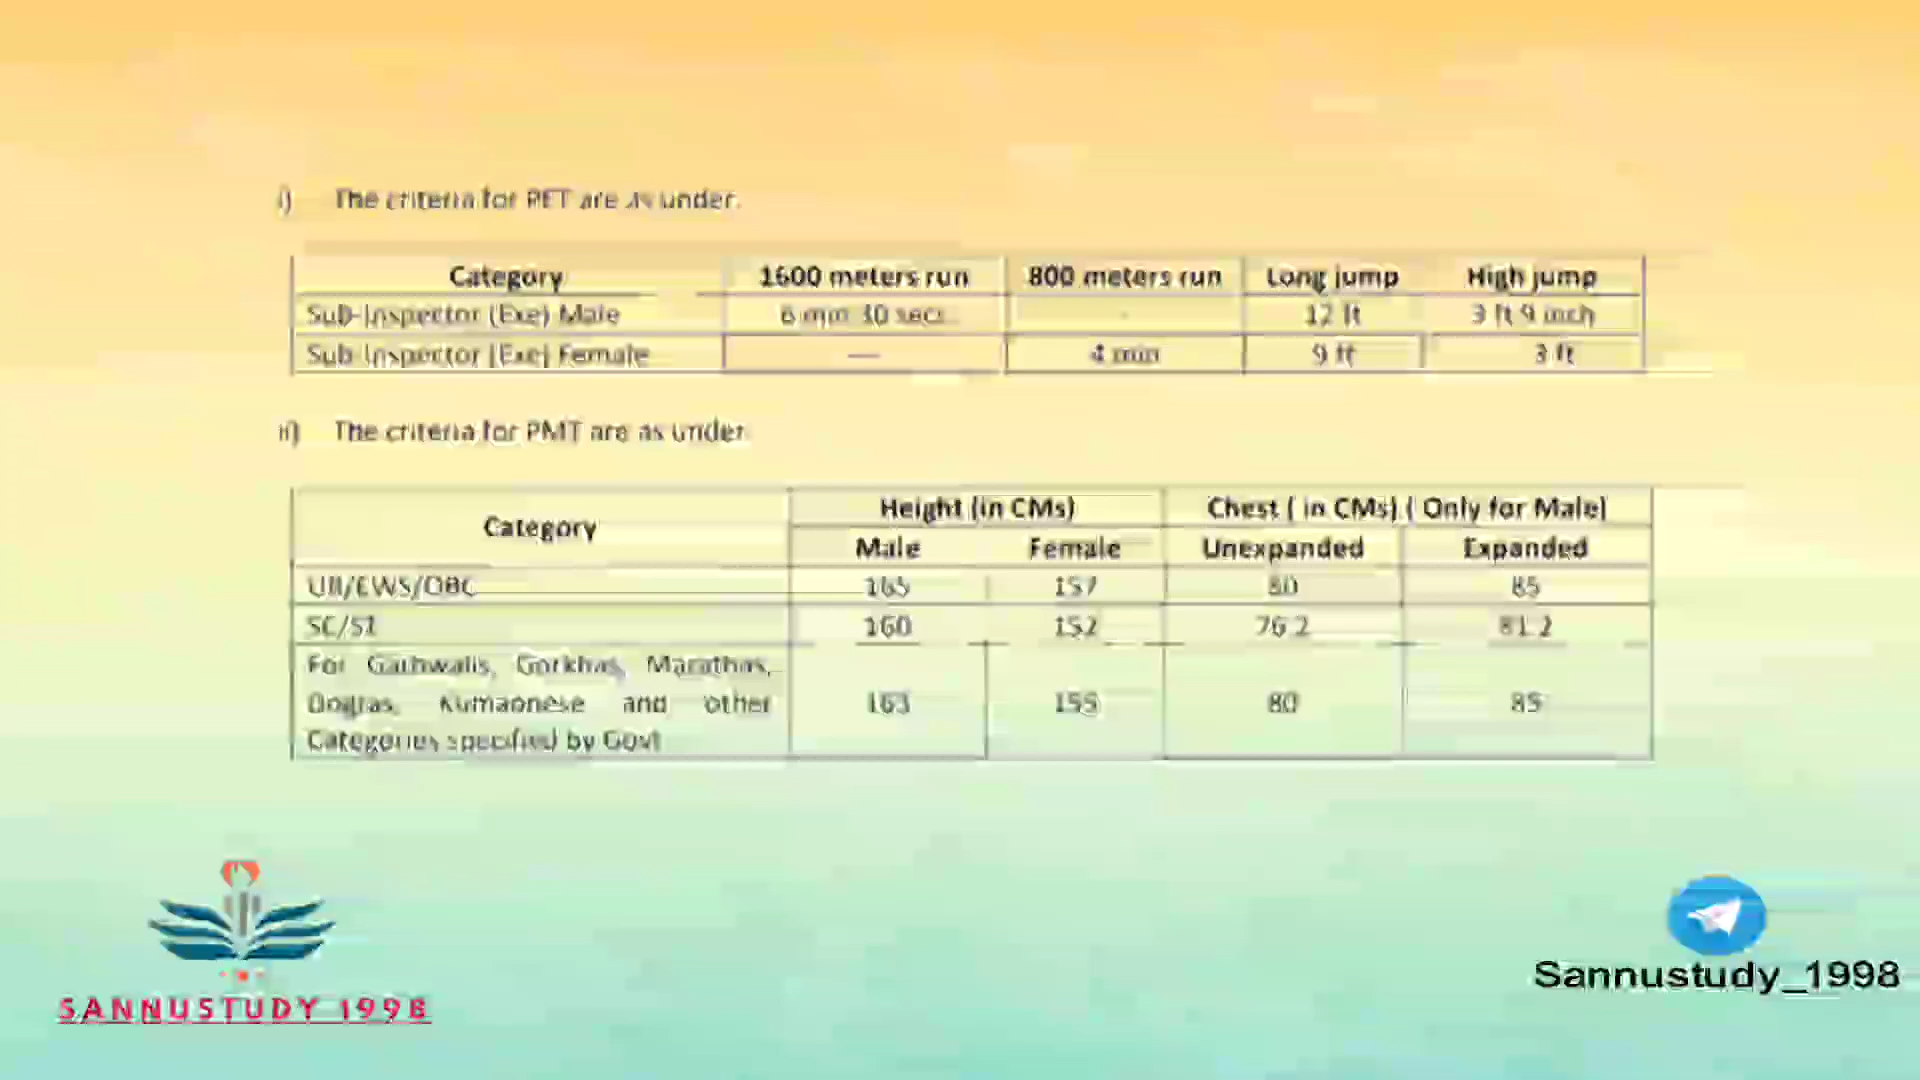 i) The criteria for PET are as under.
Category 1600 meters run 800 meters run Long jump High jump
Sub-Inspector (Exe) Male 6 min 30 secs - 12 ft 3 ft 9 inch
Sub-Inspector (Exe) Female — 4 min 9 ft 3 ft
ii) The criteria for PMT are as under
Category Height (in CMs) Chest ( in CMs) ( Only for Male)
Male Female Unexpanded Expanded
UR/EWS/OBC 165 157 80 85
SC/ST 160 152 76.2 81.2
For Garhwalis, Gorkhas, Marathas,
Dogras, Kumaonese and other 163 155 80 85
Categories specified by Govt
SANNUSTUDY 1998
Sannustudy_1998